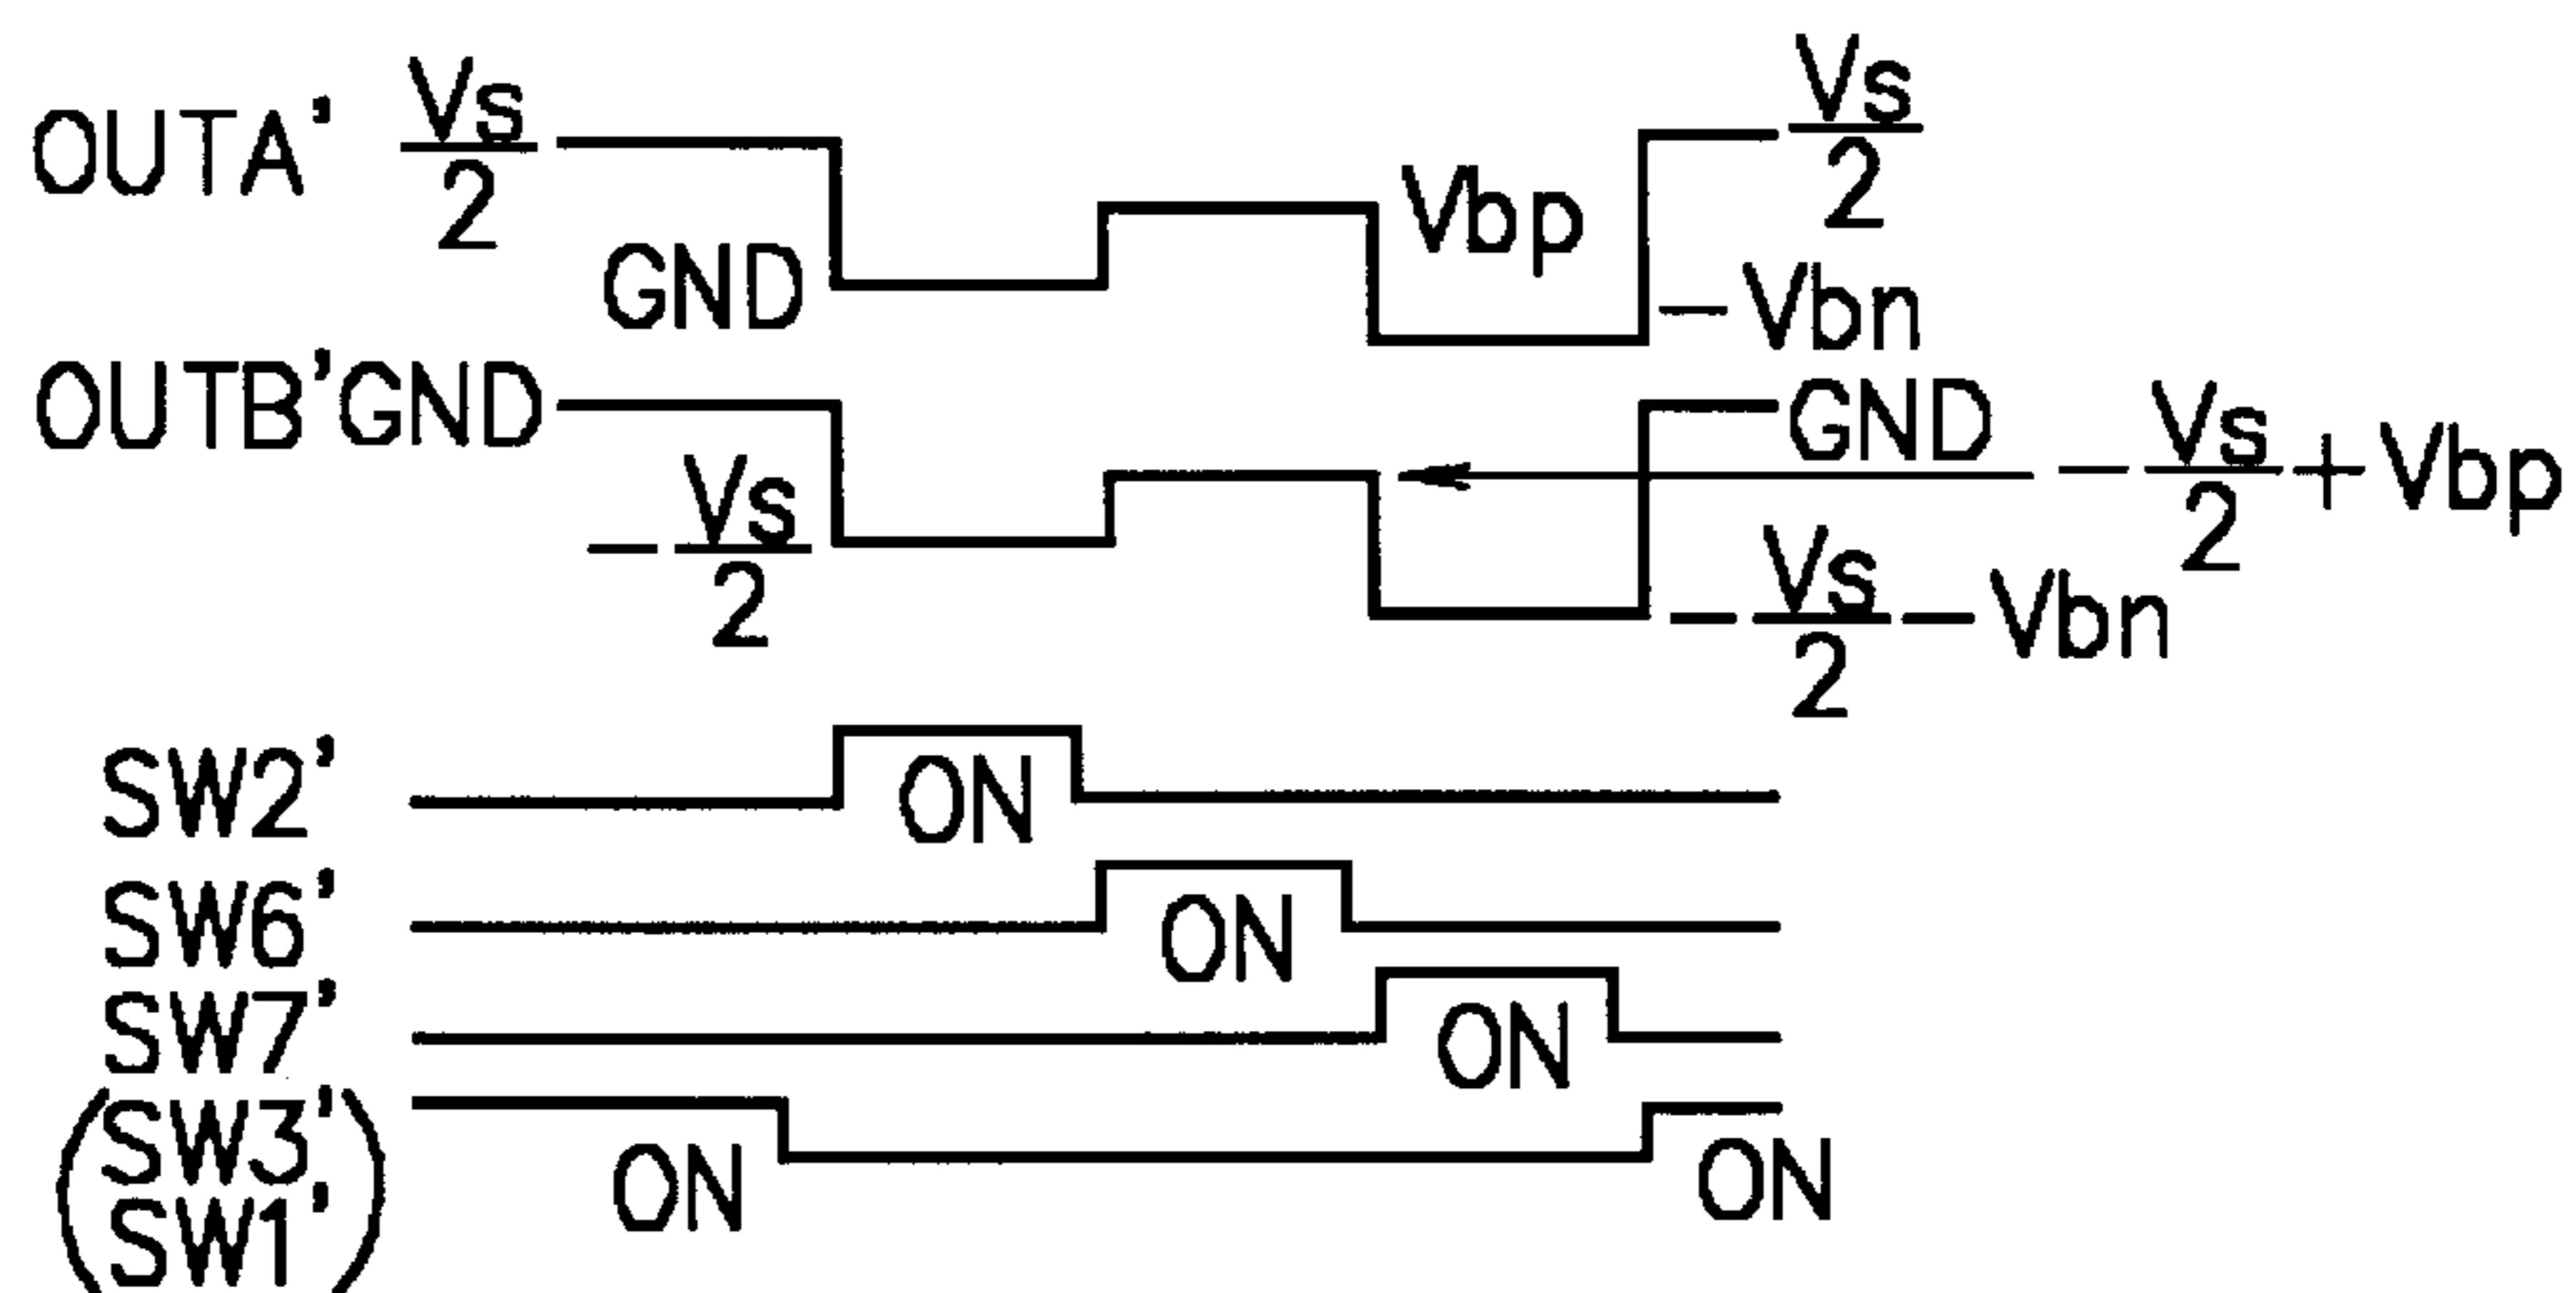 OUTA' Vs/2 GND Vbp Vs/2
-Vbn
OUTB' GND GND
-Vs/2 -Vs/2+Vbp
-Vs/2-Vbn
SW2' ON
SW6' ON
SW7' ON
(SW3', ON ON
SW1')